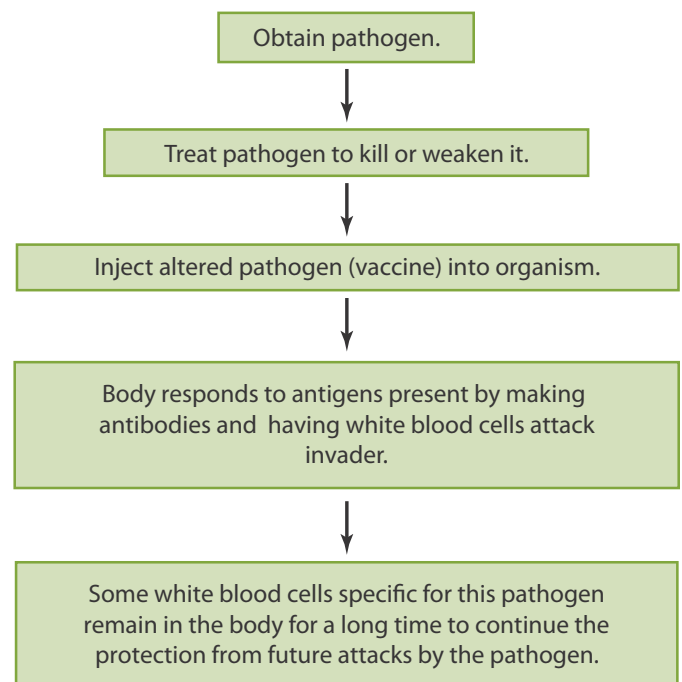 Obtain pathogen.
Treat pathogen to kill or weaken it.
Inject altered pathogen (vaccine) into organism.
Body responds to antigens present by making
antibodies and  having white blood cells attack
invader.
Some white blood cells specific for this pathogen
remain in the body for a long time to continue the
protection from future attacks by the pathogen.